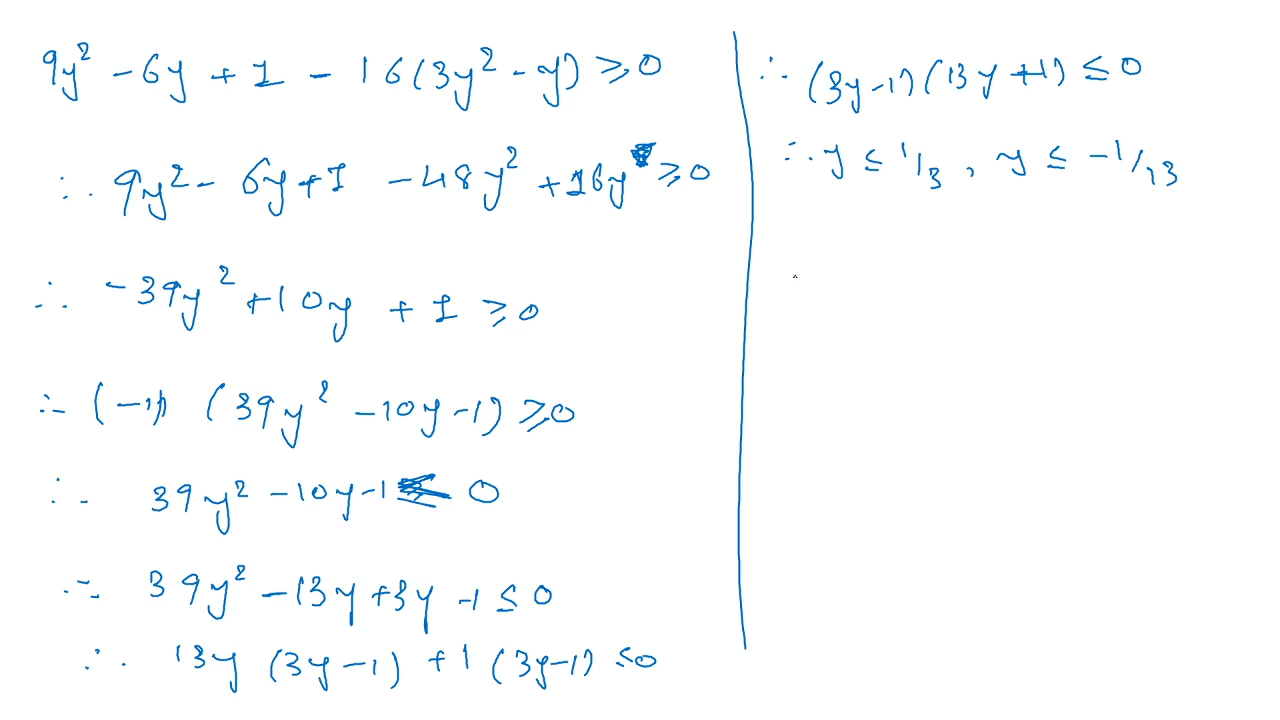 9y² - 6y + 1 - 16(3y² - y) ≥ 0
∴ 9y² - 6y + 1 - 48y² + 16y ≥ 0
∴ -39y² + 10y + 1 ≥ 0
∴ (-1) (39y² - 10y - 1) ≥ 0
∴ 39y² - 10y - 1 ≤ 0
∴ 39y² - 13y + 3y - 1 ≤ 0
∴ 13y (3y - 1) + 1 (3y - 1) ≤ 0
∴ (3y - 1) (13y + 1) ≤ 0
∴ y ≤ 1/3, y ≤ -1/13